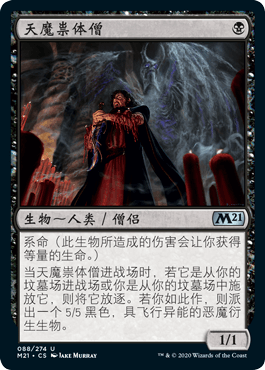 天魔祟体僧
生物～人类 / 僧侣
M21
系命（此生物所造成的伤害会让你获得
等量的生命。）
当天魔祟体僧进战场时，若它是从你的
坟墓场进战场或你是从你的坟墓场中施
放它，则将它放逐。若你如此作，则派
出一个 5/5 黑色，具飞行异能的恶魔衍
生生物。
1/1
088/274 U
M21 • CS JAKE MURRAY
™ & © 2020 Wizards of the Coast